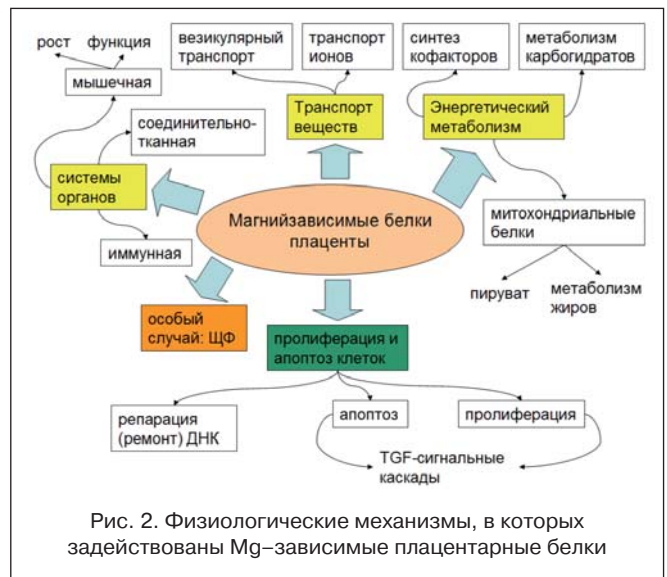 рост функция
мышечная
везикулярный
транспорт
транспорт
ионов
синтез
кофакторов
метаболизм
карбогидратов
соединительно-
тканная
Транспорт
веществ
Энергетический
метаболизм
системы
органов
Магнийзависимые белки
плаценты
митохондриальные
белки
иммунная
пируват
метаболизм
жиров
особый
случай: ЩФ
пролиферация и
апоптоз клеток
репарация
(ремонт) ДНК
апоптоз
пролиферация
TGF-сигнальные
каскады
Рис. 2. Физиологические механизмы, в которых
задействованы Mg–зависимые плацентарные белки